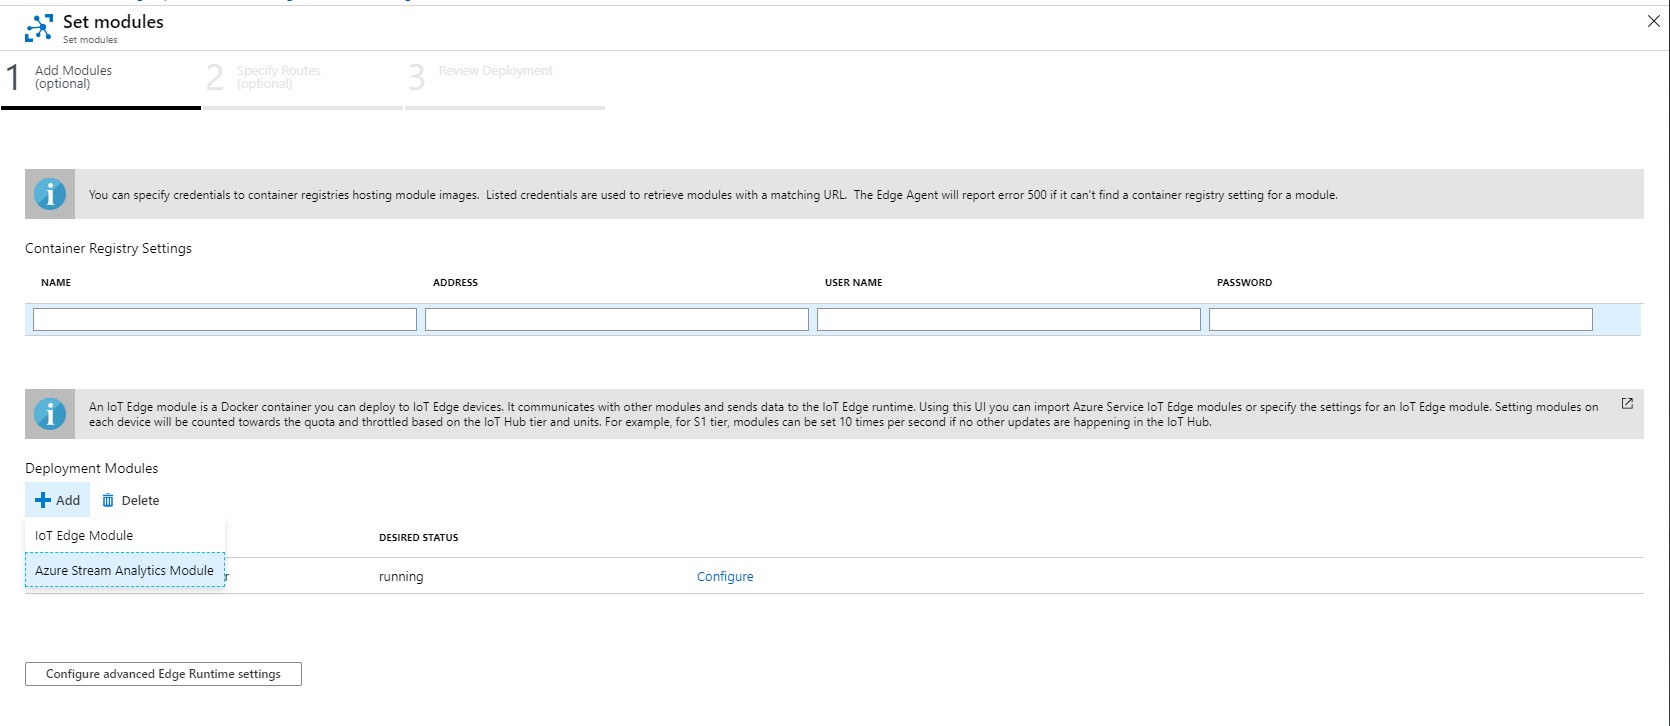 Set modules
Set modules
1 Add Modules
(optional)
2 Specify Routes
(optional)
3 Review Deployment
You can specify credentials to container registries hosting module images.  Listed credentials are used to retrieve modules with a matching URL.  The Edge Agent will report error 500 if it can't find a container registry setting for a module.
Container Registry Settings
NAME ADDRESS USER NAME PASSWORD
An IoT Edge module is a Docker container you can deploy to IoT Edge devices. It communicates with other modules and sends data to the IoT Edge runtime. Using this UI you can import Azure Service IoT Edge modules or specify the settings for an IoT Edge module. Setting modules on
each device will be counted towards the quota and throttled based on the IoT Hub tier and units. For example, for S1 tier, modules can be set 10 times per second if no other updates are happening in the IoT Hub.
Deployment Modules
Add Delete
IoT Edge Module
DESIRED STATUS
Azure Stream Analytics Module
running Configure
Configure advanced Edge Runtime settings